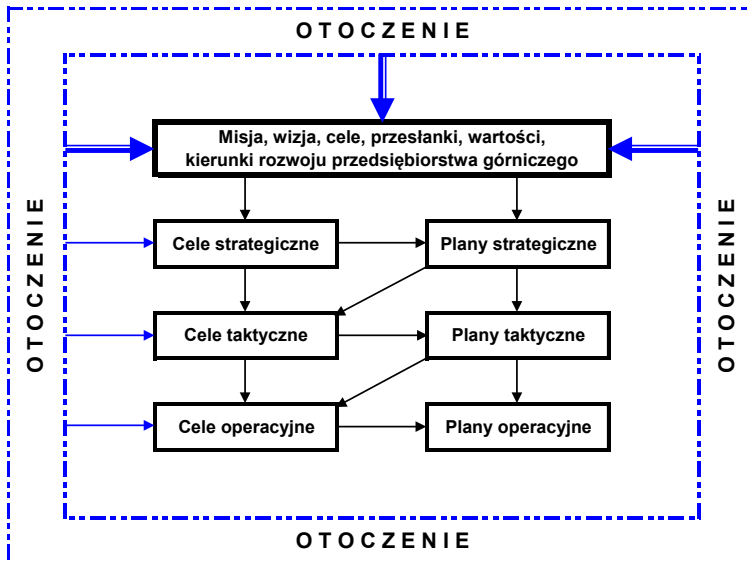 O T O C Z E N I E
Misja, wizja, cele, przesłanki, wartości,
kierunki rozwoju przedsiębiorstwa górniczego
O T O C Z E N I E
O T O C Z E N I E
Cele strategiczne
Plany strategiczne
Cele taktyczne
Plany taktyczne
Cele operacyjne
Plany operacyjne
O T O C Z E N I E